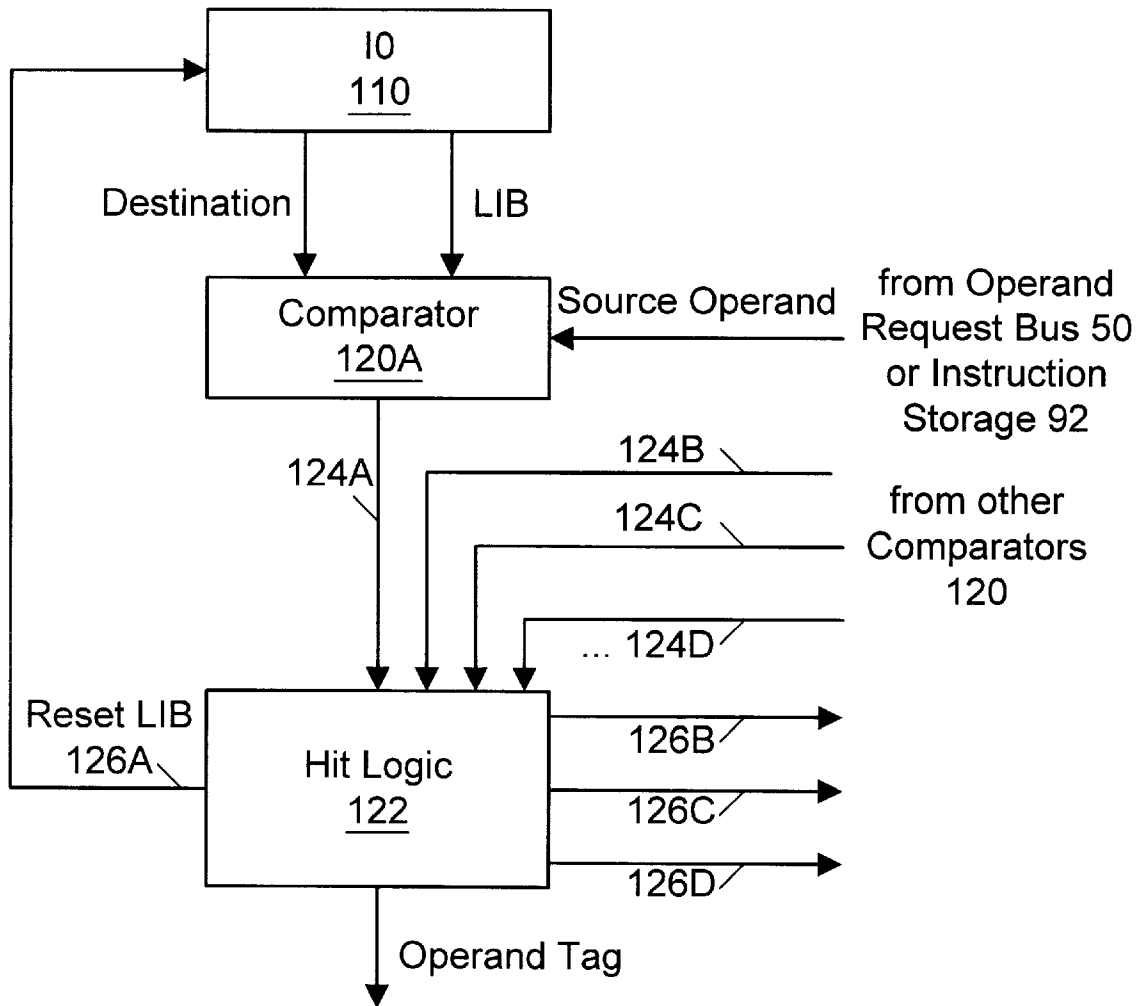 I0
110
Destination
LIB
Comparator
120A
Source Operand
from Operand
Request Bus 50
or Instruction
Storage 92
124A
124B
124C
... 124D
from other
Comparators
120
Reset LIB
126A
Hit Logic
122
126B
126C
126D
Operand Tag